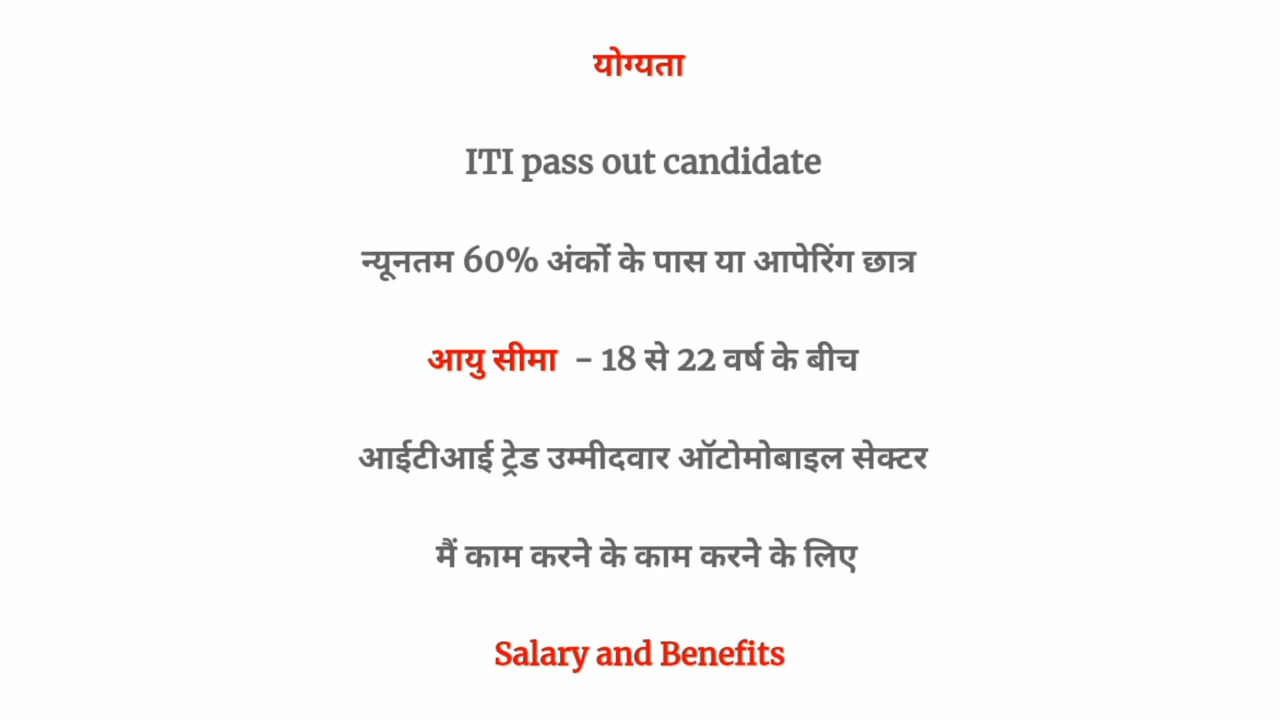 योग्यता
ITI pass out candidate
न्यूनतम 60% अंकों के पास या आपेरिंग छात्र
आयु सीमा - 18 से 22 वर्ष के बीच
आईटीआई ट्रेड उम्मीदवार ऑटोमोबाइल सेक्टर
मैं काम करने के काम करने के लिए
Salary and Benefits